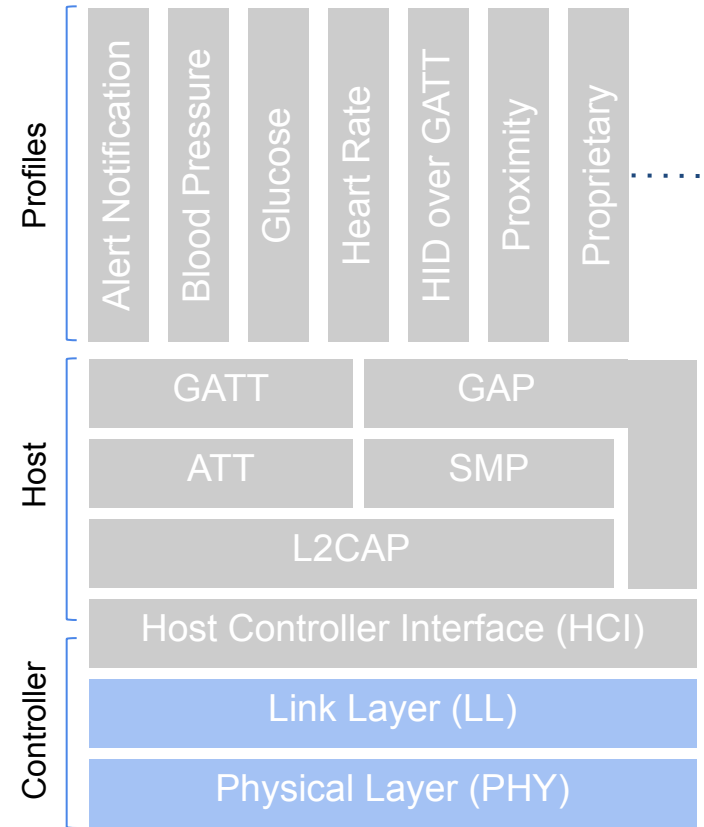 Profiles
Alert Notification
Blood Pressure
Glucose
Heart Rate
HID over GATT
Proximity
Proprietary
Host
GATT
GAP
ATT
SMP
L2CAP
Host Controller Interface (HCI)
Controller
Link Layer (LL)
Physical Layer (PHY)